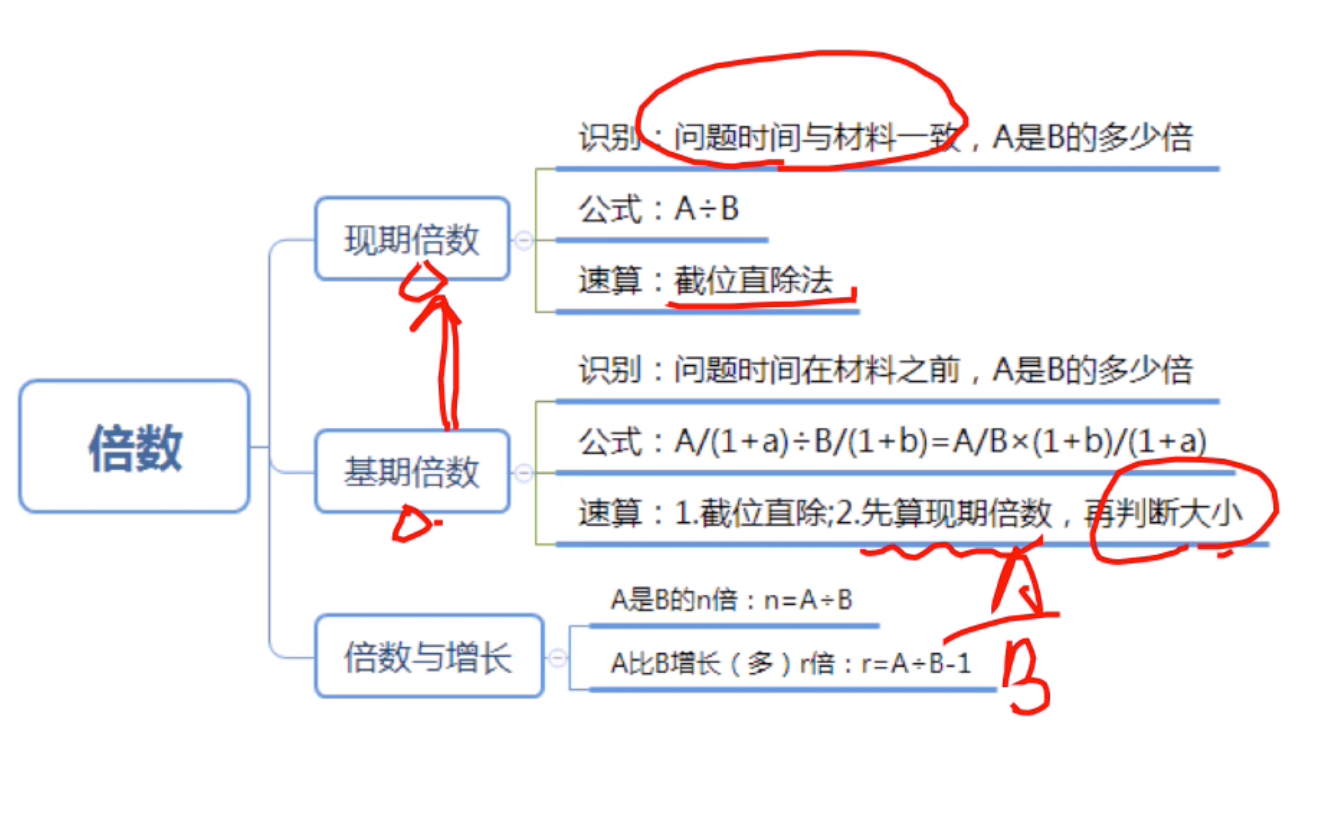 识别：问题时间与材料一致，A是B的多少倍
公式：A÷B
现期倍数
速算：截位直除法
识别：问题时间在材料之前，A是B的多少倍
倍数
公式：A/(1+a)÷B/(1+b)=A/B×(1+b)/(1+a)
基期倍数
速算：1.截位直除;2.先算现期倍数，再判断大小
A
B
A是B的n倍：n=A÷B
倍数与增长
A比B增长（多）r倍：r=A÷B-1